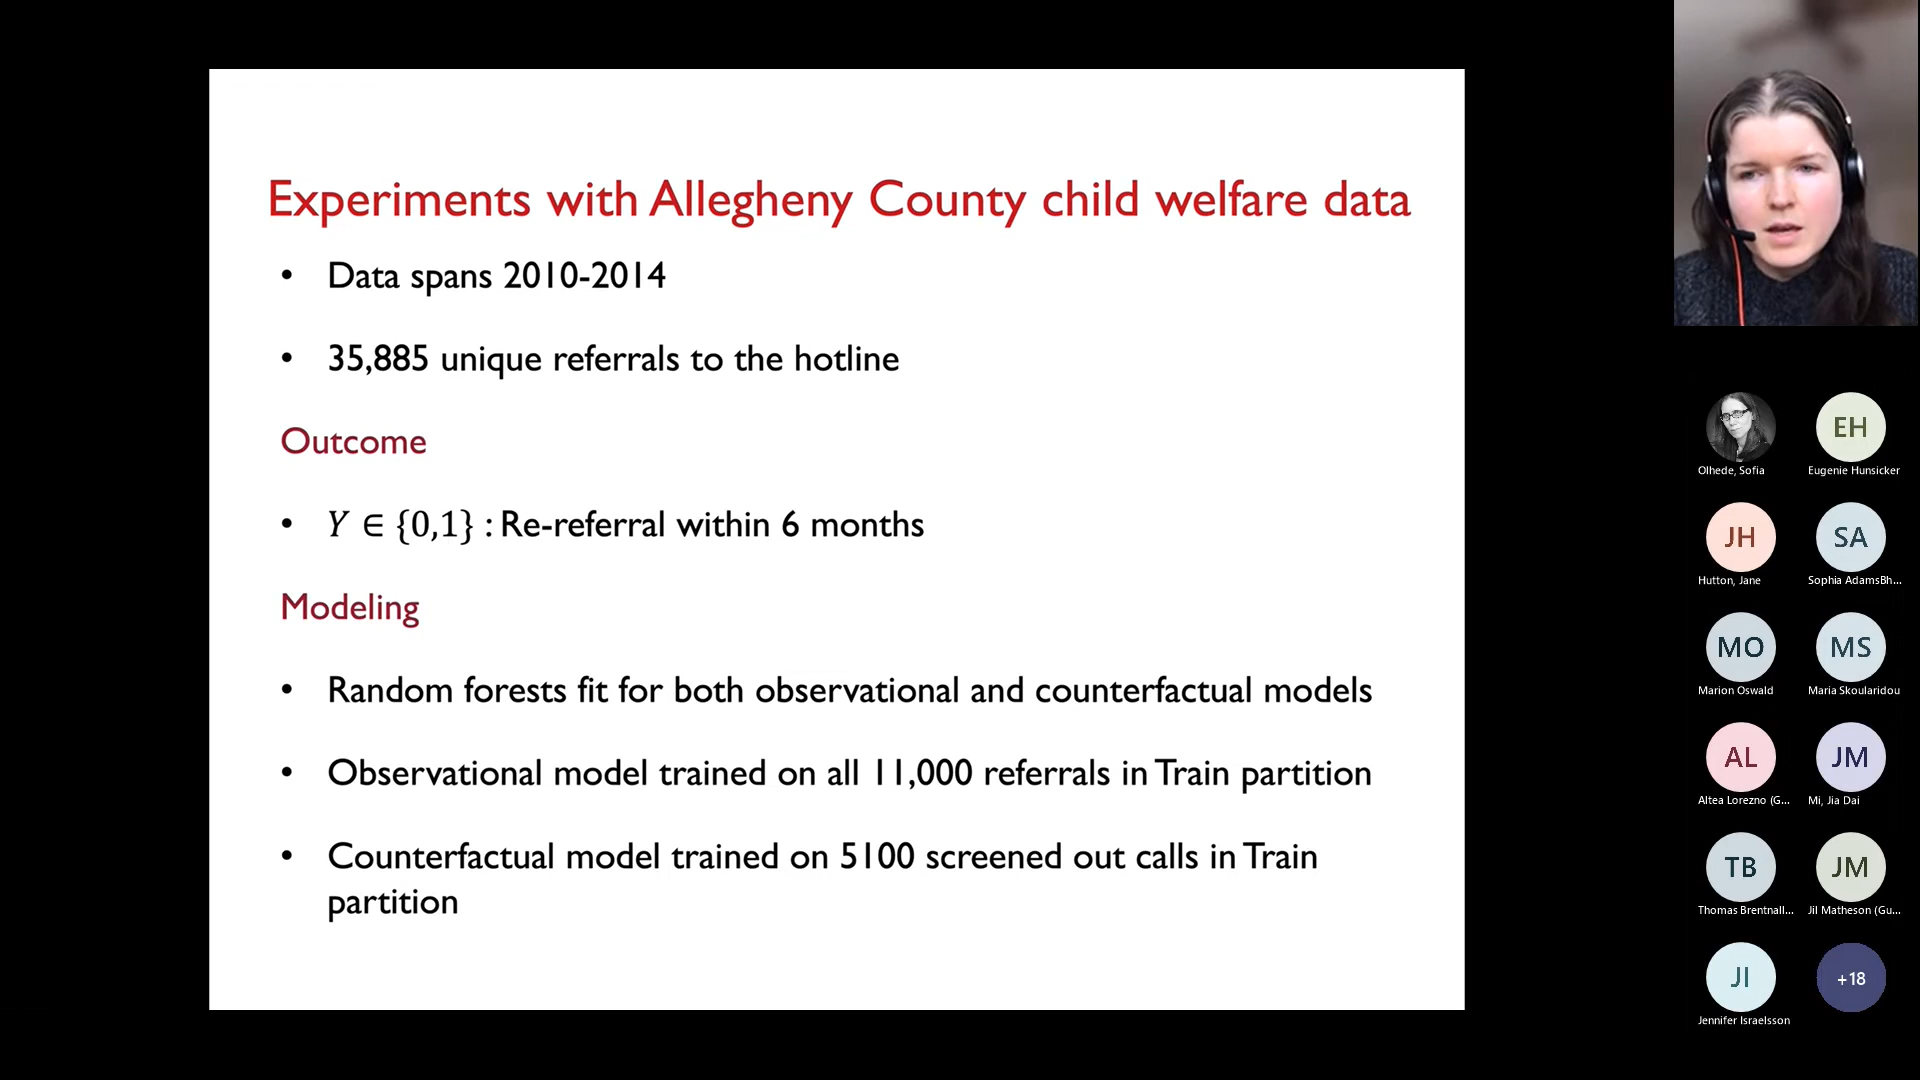 Experiments with Allegheny County child welfare data
• Data spans 2010-2014
• 35,885 unique referrals to the hotline
Outcome
• Y ∈ {0,1} : Re-referral within 6 months
Modeling
• Random forests fit for both observational and counterfactual models
• Observational model trained on all 11,000 referrals in Train partition
• Counterfactual model trained on 5100 screened out calls in Train
partition
Olhede, Sofia
EH
Eugenie Hunsicker
JH
Hutton, Jane
SA
Sophia AdamsBh...
MO
Marion Oswald
MS
Maria Skoularidou
AL
Altea Lorezno (G...
JM
Mi, Jia Dai
TB
Thomas Brentnall...
JM
Jil Matheson (Gu...
JI
Jennifer Israelsson
+18